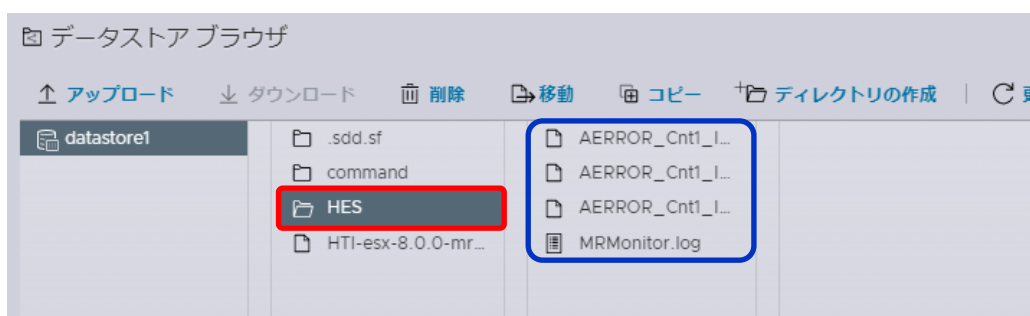 データストア ブラウザ
アップロード ダウンロード 削除 移動 コピー ディレクトリの作成
datastore1
.sdd.sf
command
HES
HTI-esx-8.0.0-mr...
AERROR_Cnt1_I...
AERROR_Cnt1_I...
AERROR_Cnt1_I...
MRMonitor.log